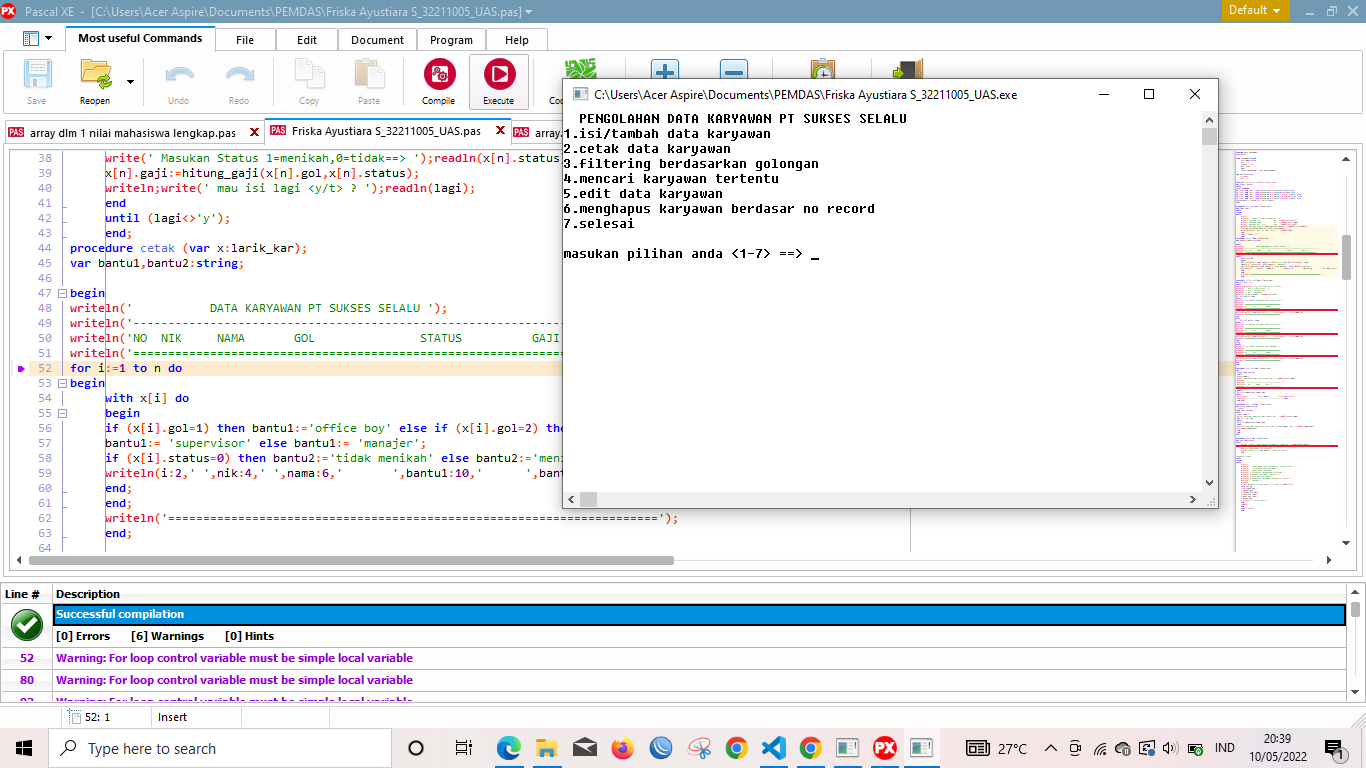 Pascal XE - [C:\Users\Acer Aspire\Documents\PEMDAS\Friska Ayustiara S_32211005_UAS.pas]
Default
Most useful Commands
File
Edit
Document
Program
Help
Save
Reopen
Undo
Redo
Copy
Paste
Compile
Execute
C:\Users\Acer Aspire\Documents\PEMDAS\Friska Ayustiara S_32211005_UAS.exe
PENGOLAHAN DATA KARYAWAN PT SUKSES SELALU
1.isi/tambah data karyawan
2.cetak data karyawan
3.filtering berdasarkan golongan
4.mencari karyawan tertentu
5.edit data karyawan
6.menghapus karyawan berdasar no record
7.selesai
masukan pilihan anda <1-7> ==> _
array dlm 1 nilai mahasiswa lengkap.pas
Friska Ayustiara S_32211005_UAS.pas
array.
38 write(' Masukan Status 1=menikah,0=tidak==> ');readln(x[n].status
39 x[n].gaji:=hitung_gaji(x[n].gol,x[n].status);
40 writeln;write(' mau isi lagi <y/t> ? ');readln(lagi);
41 end
42 until (lagi<>'y');
43 end;
44 procedure cetak (var x:larik_kar);
45 var bantu1,bantu2:string;
46
47 begin
48 writeln(' DATA KARYAWAN PT SUKSES SELALU ');
49 writeln('-------------------------------------------------------------
50 writeln('NO NIK NAMA GOL STATUS GAJI
51 writeln('=============================================================
52 for i:=1 to n do
53 begin
54 with x[i] do
55 begin
56 if (x[i].gol=1) then bantu1:='office boy' else if (x[i].gol=2) the
57 bantu1:= 'supervisor' else bantu1:= 'manajer';
58 if (x[i].status=0) then bantu2:='tidak menikah' else bantu2:='men
59 writeln(i:2,' ',nik:4,' ',nama:6,' ',bantu1:10,' ',bant
60 end;
61 end;
62 writeln('======================================================================');
63 end;
64
Line # Description
Successful compilation
[0] Errors [6] Warnings [0] Hints
52 Warning: For loop control variable must be simple local variable
80 Warning: For loop control variable must be simple local variable
52: 1
Insert
Type here to search
27°C
IND
20:39
10/05/2022
1